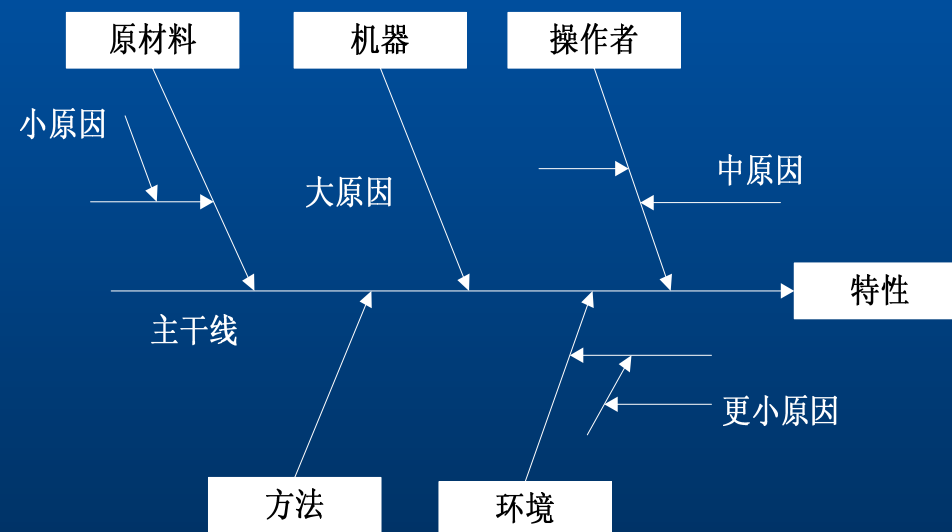 原材料
机器
操作者
小原因
大原因
中原因
特性
主干线
更小原因
方法
环境